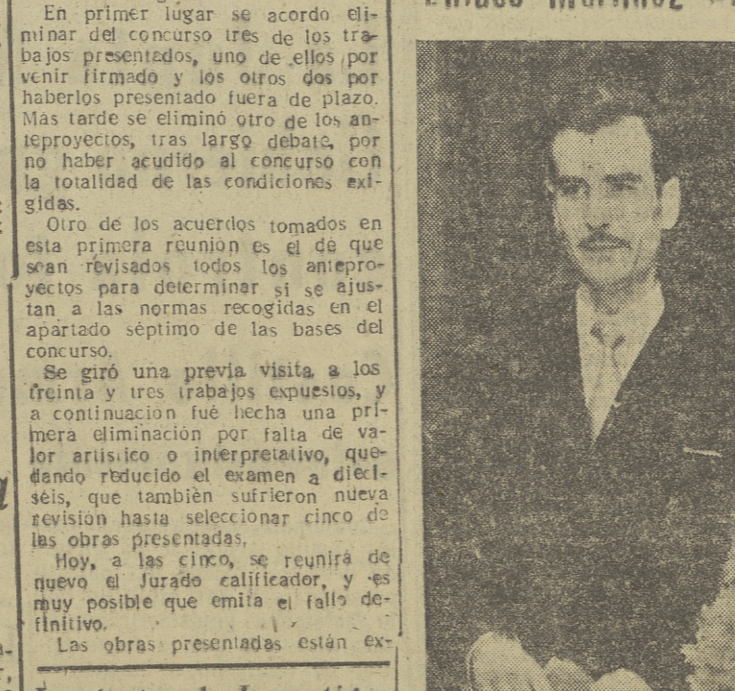 En primer lugar se acordo eli-
minar del concurso tres de los tra-
bajos presentados, uno de ellos por
venir firmado y los otros dos por
haberlos presentado fuera de plazo.
Mas tarde se eliminó otro de los an-
teproyectos, tras largo debate, por
no haber acudido al concurso con
la totalidad de las condiciones exi-
gidas.
Otro de los acuerdos tomados en
esta primera reunión es el de que
sean revisados todos los antepro-
yectos para determinar si se ajus-
tan a las normas recogidas en el
apartado séptimo de las bases del
concurso.
Se giró una previa visita a los
treinta y tres trabajos expuestos, y
a continuación fué hecha una pri-
mera eliminación por falta de va-
lor artístico o interpretativo, que-
dando reducido el examen a dieci-
séis, que también sufrieron nueva
revisión hasta seleccionar cinco de
las obras presentadas.
Hoy, a las cinco, se reunirá de
nuevo el Jurado calificador, y es
muy posible que emita el fallo de-
finitivo.
Las obras presentadas están ex-